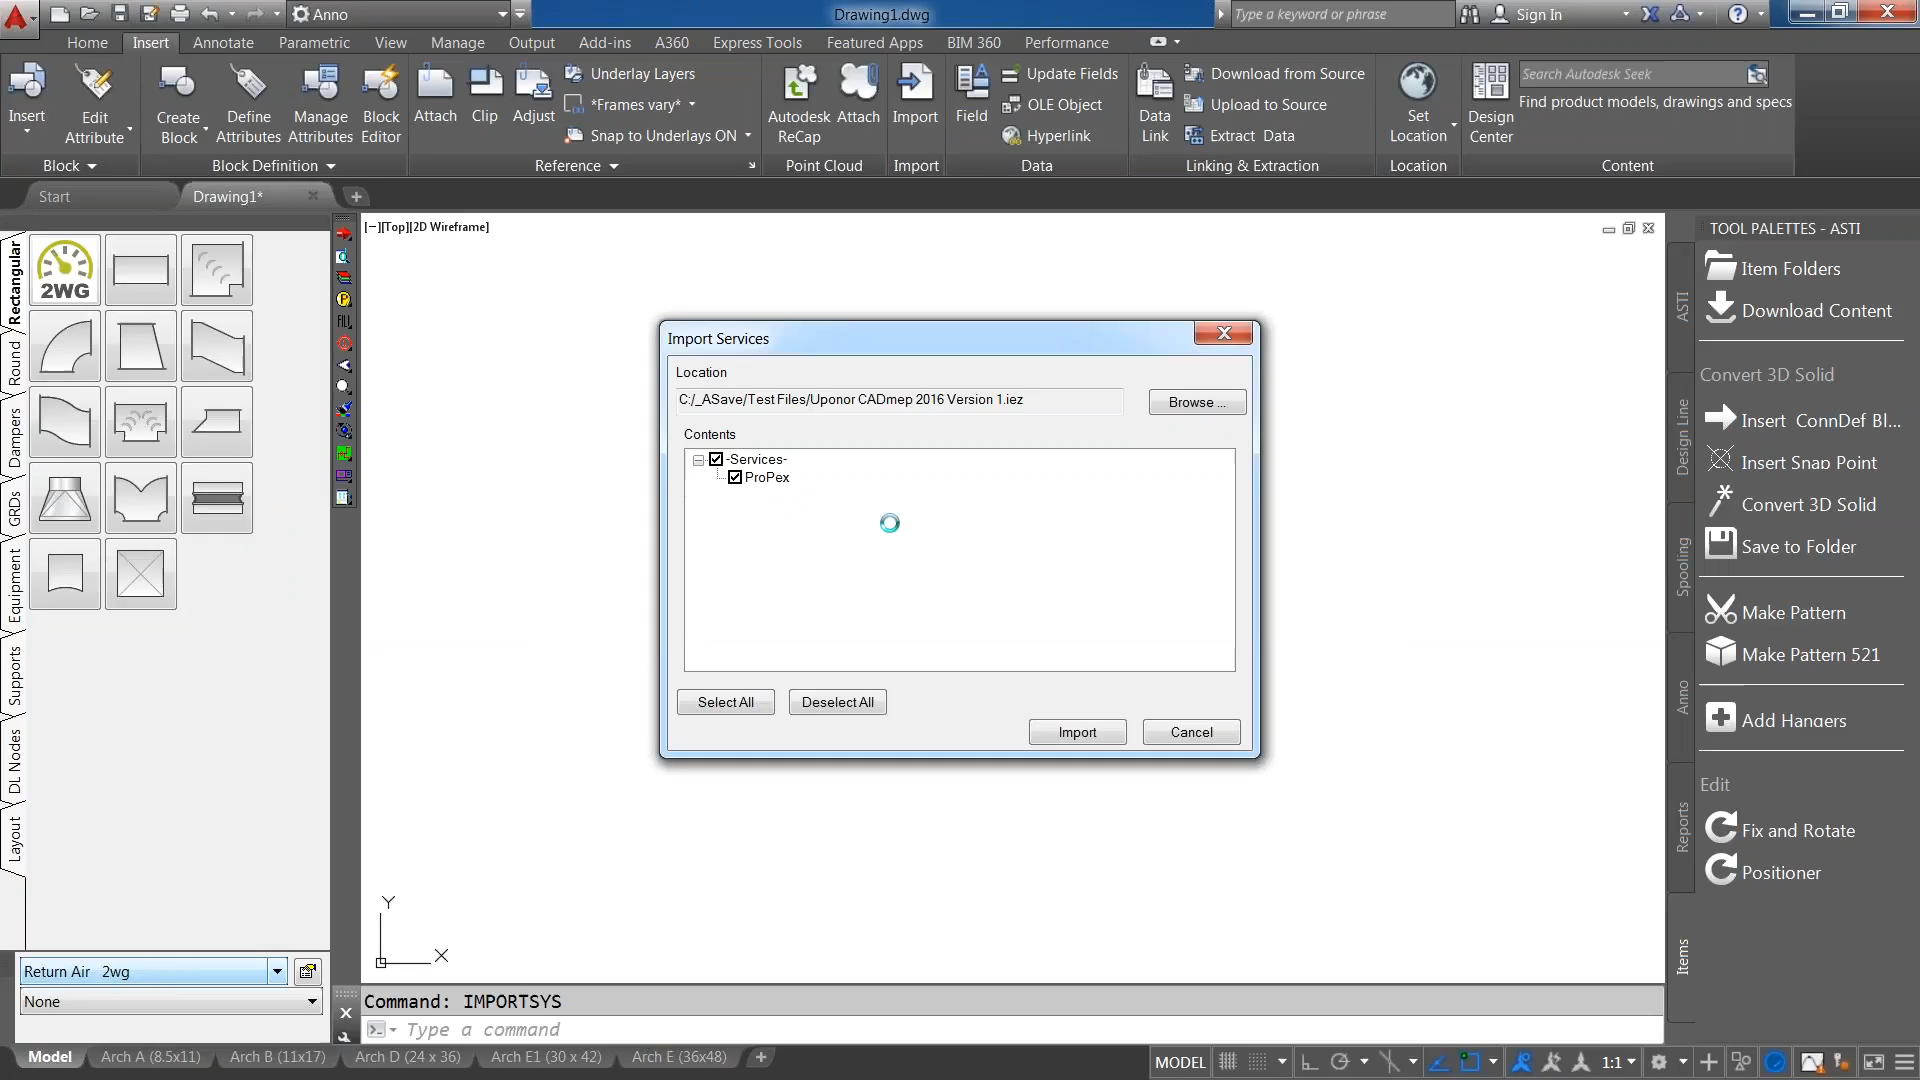 Anno
Drawing1.dwg
Type a keyword or phrase
Sign In
Home
Insert
Annotate
Parametric
View
Manage
Output
Add-ins
A360
Express Tools
Featured Apps
BIM 360
Performance
Insert
Edit
Attribute
Create
Block
Define
Attributes
Manage
Attributes
Block
Editor
Attach
Clip
Adjust
Underlay Layers
*Frames vary*
Snap to Underlays ON
Autodesk
ReCap
Attach
Import
Field
Update Fields
OLE Object
Hyperlink
Data
Link
Download from Source
Upload to Source
Extract Data
Set
Location
Design
Center
Search Autodesk Seek
Find product models, drawings and specs
Block
Block Definition
Reference
Point Cloud
Import
Data
Linking & Extraction
Location
Content
Start
Drawing1*
Rectangular
Round
Dampers
GRDs
Equipment
Supports
DL Nodes
Layout
2WG
FILL
[−][Top][2D Wireframe]
Import Services
Location
C:/_ASave/Test Files/Uponor CADmep 2016 Version 1.iez
Browse ...
Contents
-Services-
ProPex
Select All
Deselect All
Import
Cancel
Y
X
Return Air 2wg
None
Command: IMPORTSYS
Type a command
Model
Arch A (8.5x11)
Arch B (11x17)
Arch D (24 x 36)
Arch E1 (30 x 42)
Arch E (36x48)
MODEL
1:1
TOOL PALETTES - ASTI
ASTI
Design Line
Spooling
Anno
Reports
Items
Item Folders
Download Content
Convert 3D Solid
Insert ConnDef Bl...
Insert Snap Point
Convert 3D Solid
Save to Folder
Make Pattern
Make Pattern 521
Add Hangers
Edit
Fix and Rotate
Positioner